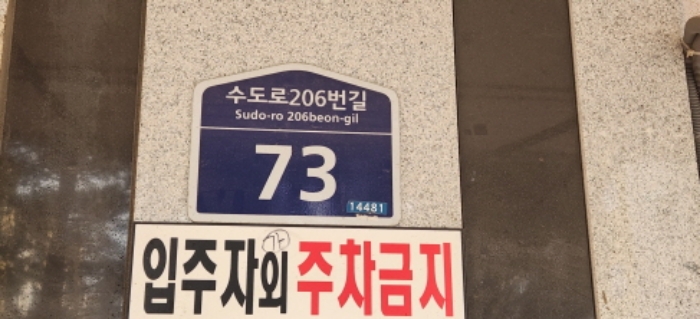 수도로206번길
Sudo-ro 206beon-gil
73
14481
입주자외 주차금지